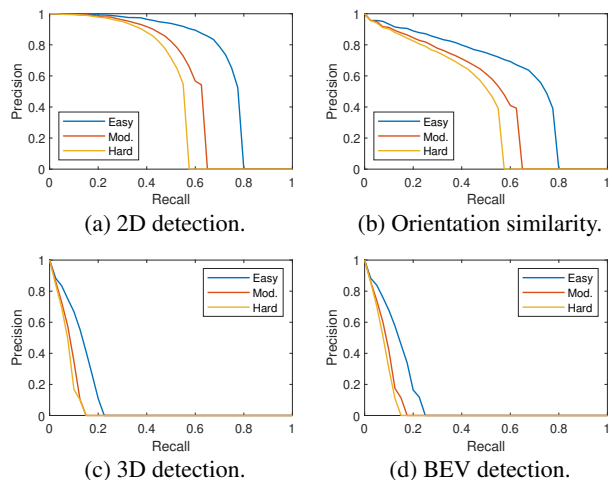 1
0.8
0.6
0.4
0.2
0
Precision
Easy
Mod.
Hard
0 0.2 0.4 0.6 0.8 1
Recall
(a) 2D detection.
1
0.8
0.6
0.4
0.2
0
Precision
Easy
Mod.
Hard
0 0.2 0.4 0.6 0.8 1
Recall
(b) Orientation similarity.
1
0.8
0.6
0.4
0.2
0
Precision
Easy
Mod.
Hard
0 0.2 0.4 0.6 0.8 1
Recall
(c) 3D detection.
1
0.8
0.6
0.4
0.2
0
Precision
Easy
Mod.
Hard
0 0.2 0.4 0.6 0.8 1
Recall
(d) BEV detection.